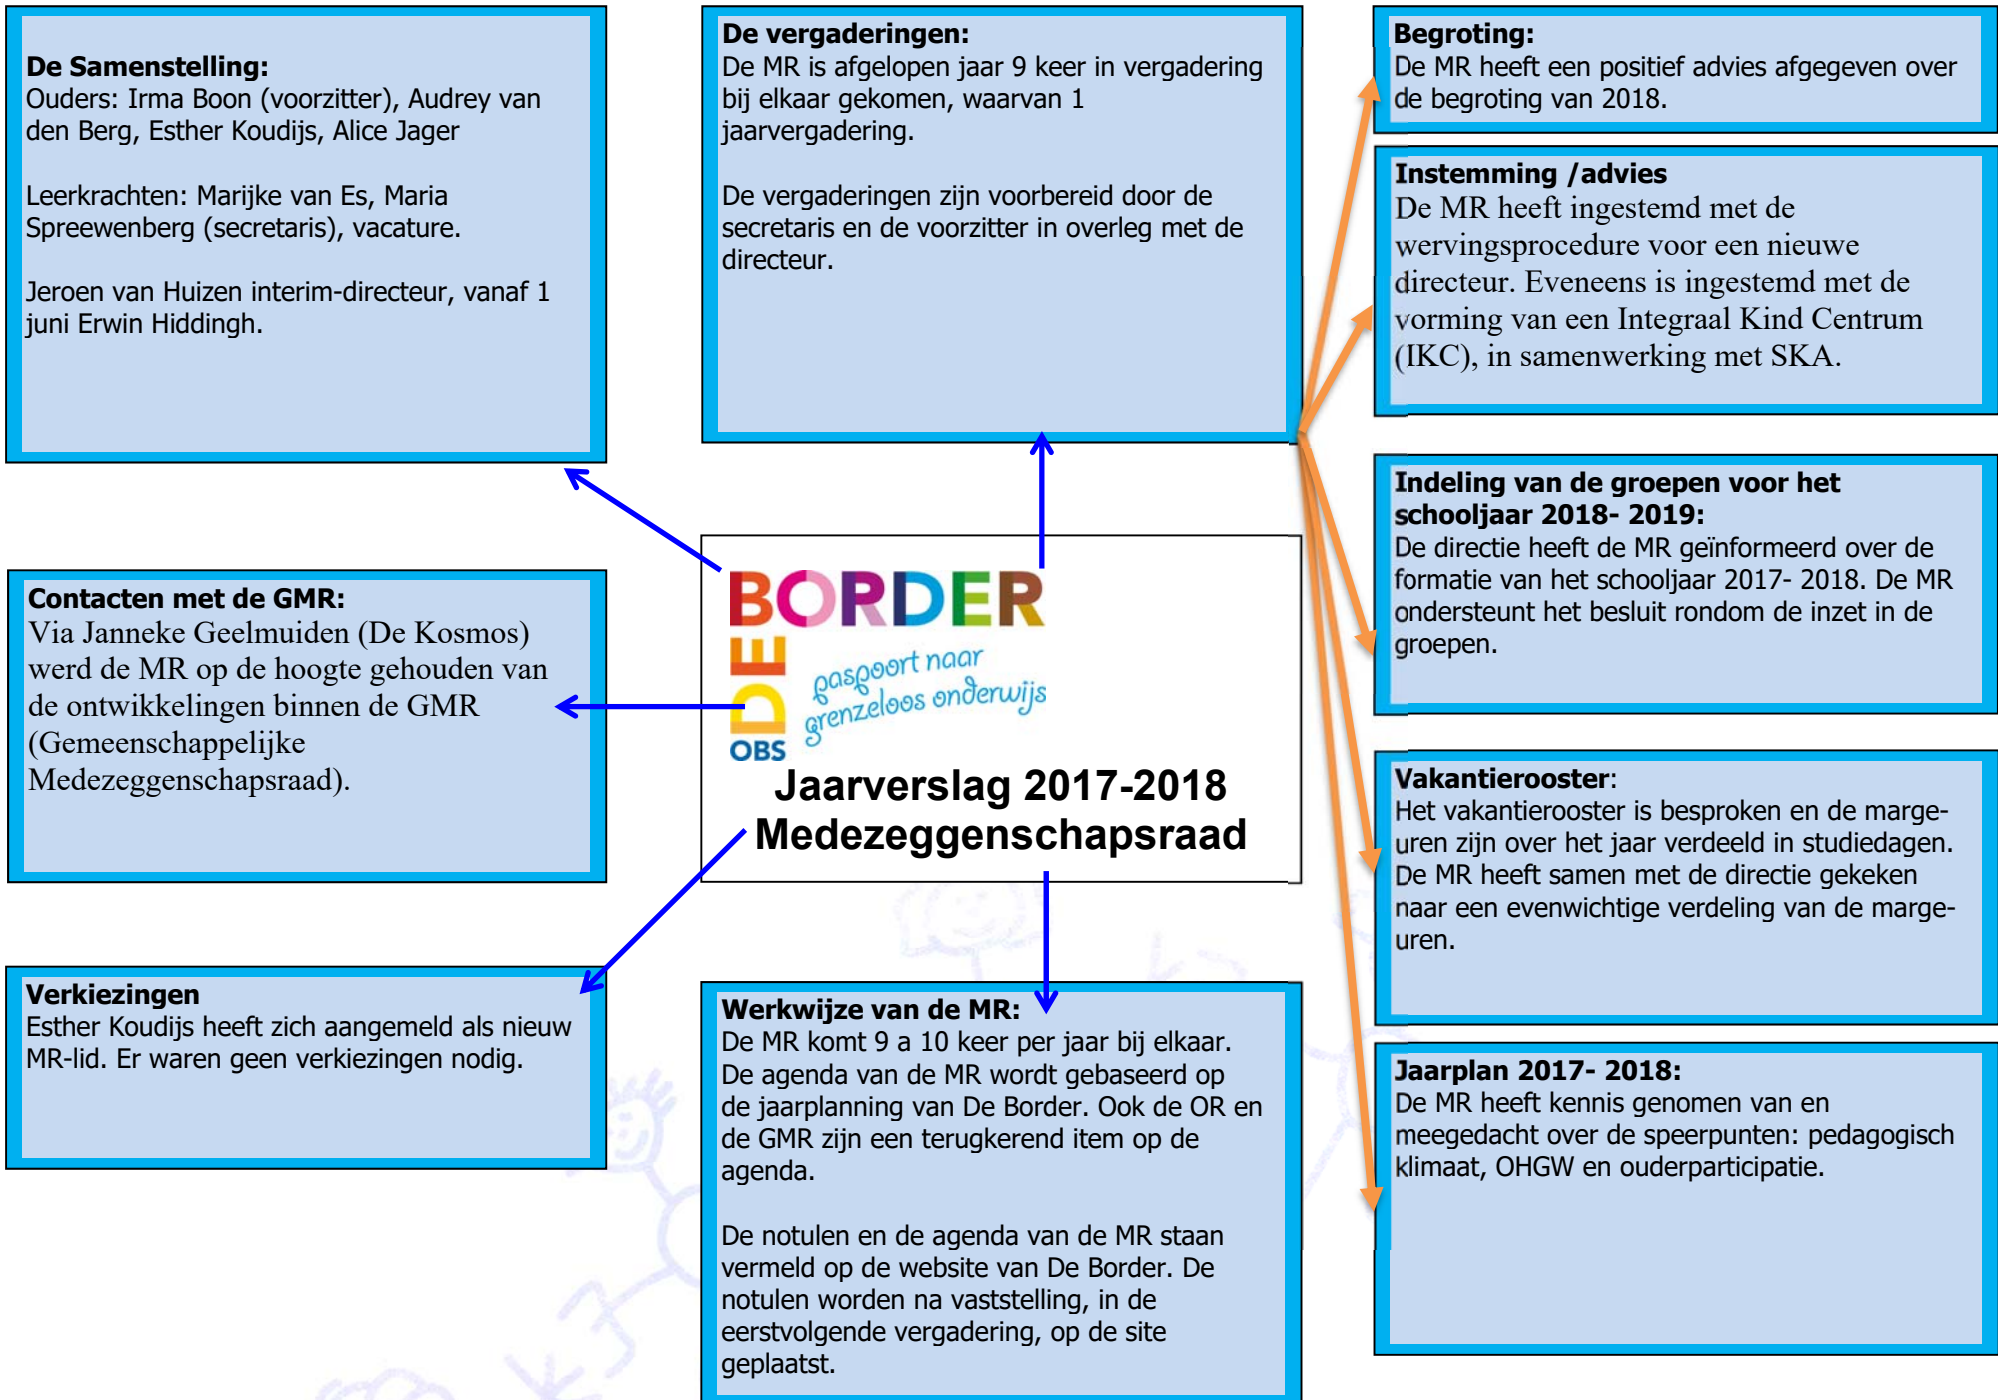 De Samenstelling:
Ouders: Irma Boon (voorzitter), Audrey van
den Berg, Esther Koudijs, Alice Jager
Leerkrachten: Marijke van Es, Maria
Spreewenberg (secretaris), vacature.
Jeroen van Huizen interim-directeur, vanaf 1
juni Erwin Hiddingh.
De vergaderingen:
De MR is afgelopen jaar 9 keer in vergadering
bij elkaar gekomen, waarvan 1
jaarvergadering.
De vergaderingen zijn voorbereid door de
secretaris en de voorzitter in overleg met de
directeur.
Begroting:
De MR heeft een positief advies afgegeven over
de begroting van 2018.
Instemming /advies
De MR heeft ingestemd met de
wervingsprocedure voor een nieuwe
directeur. Eveneens is ingestemd met de
vorming van een Integraal Kind Centrum
(IKC), in samenwerking met SKA.
Indeling van de groepen voor het
schooljaar 2018- 2019:
De directie heeft de MR geïnformeerd over de
formatie van het schooljaar 2017- 2018. De MR
ondersteunt het besluit rondom de inzet in de
groepen.
Contacten met de GMR:
Via Janneke Geelmuiden (De Kosmos)
werd de MR op de hoogte gehouden van
de ontwikkelingen binnen de GMR
(Gemeenschappelijke
Medezeggenschapsraad).
OBS DE BORDER
paspoort naar
grenzeloos onderwijs
Jaarverslag 2017-2018
Medezeggenschapsraad
Vakantierooster:
Het vakantierooster is besproken en de marge-
uren zijn over het jaar verdeeld in studiedagen.
De MR heeft samen met de directie gekeken
naar een evenwichtige verdeling van de marge-
uren.
Verkiezingen
Esther Koudijs heeft zich aangemeld als nieuw
MR-lid. Er waren geen verkiezingen nodig.
Werkwijze van de MR:
De MR komt 9 a 10 keer per jaar bij elkaar.
De agenda van de MR wordt gebaseerd op
de jaarplanning van De Border. Ook de OR en
de GMR zijn een terugkerend item op de
agenda.
De notulen en de agenda van de MR staan
vermeld op de website van De Border. De
notulen worden na vaststelling, in de
eerstvolgende vergadering, op de site
geplaatst.
Jaarplan 2017- 2018:
De MR heeft kennis genomen van en
meegedacht over de speerpunten: pedagogisch
klimaat, OHGW en ouderparticipatie.